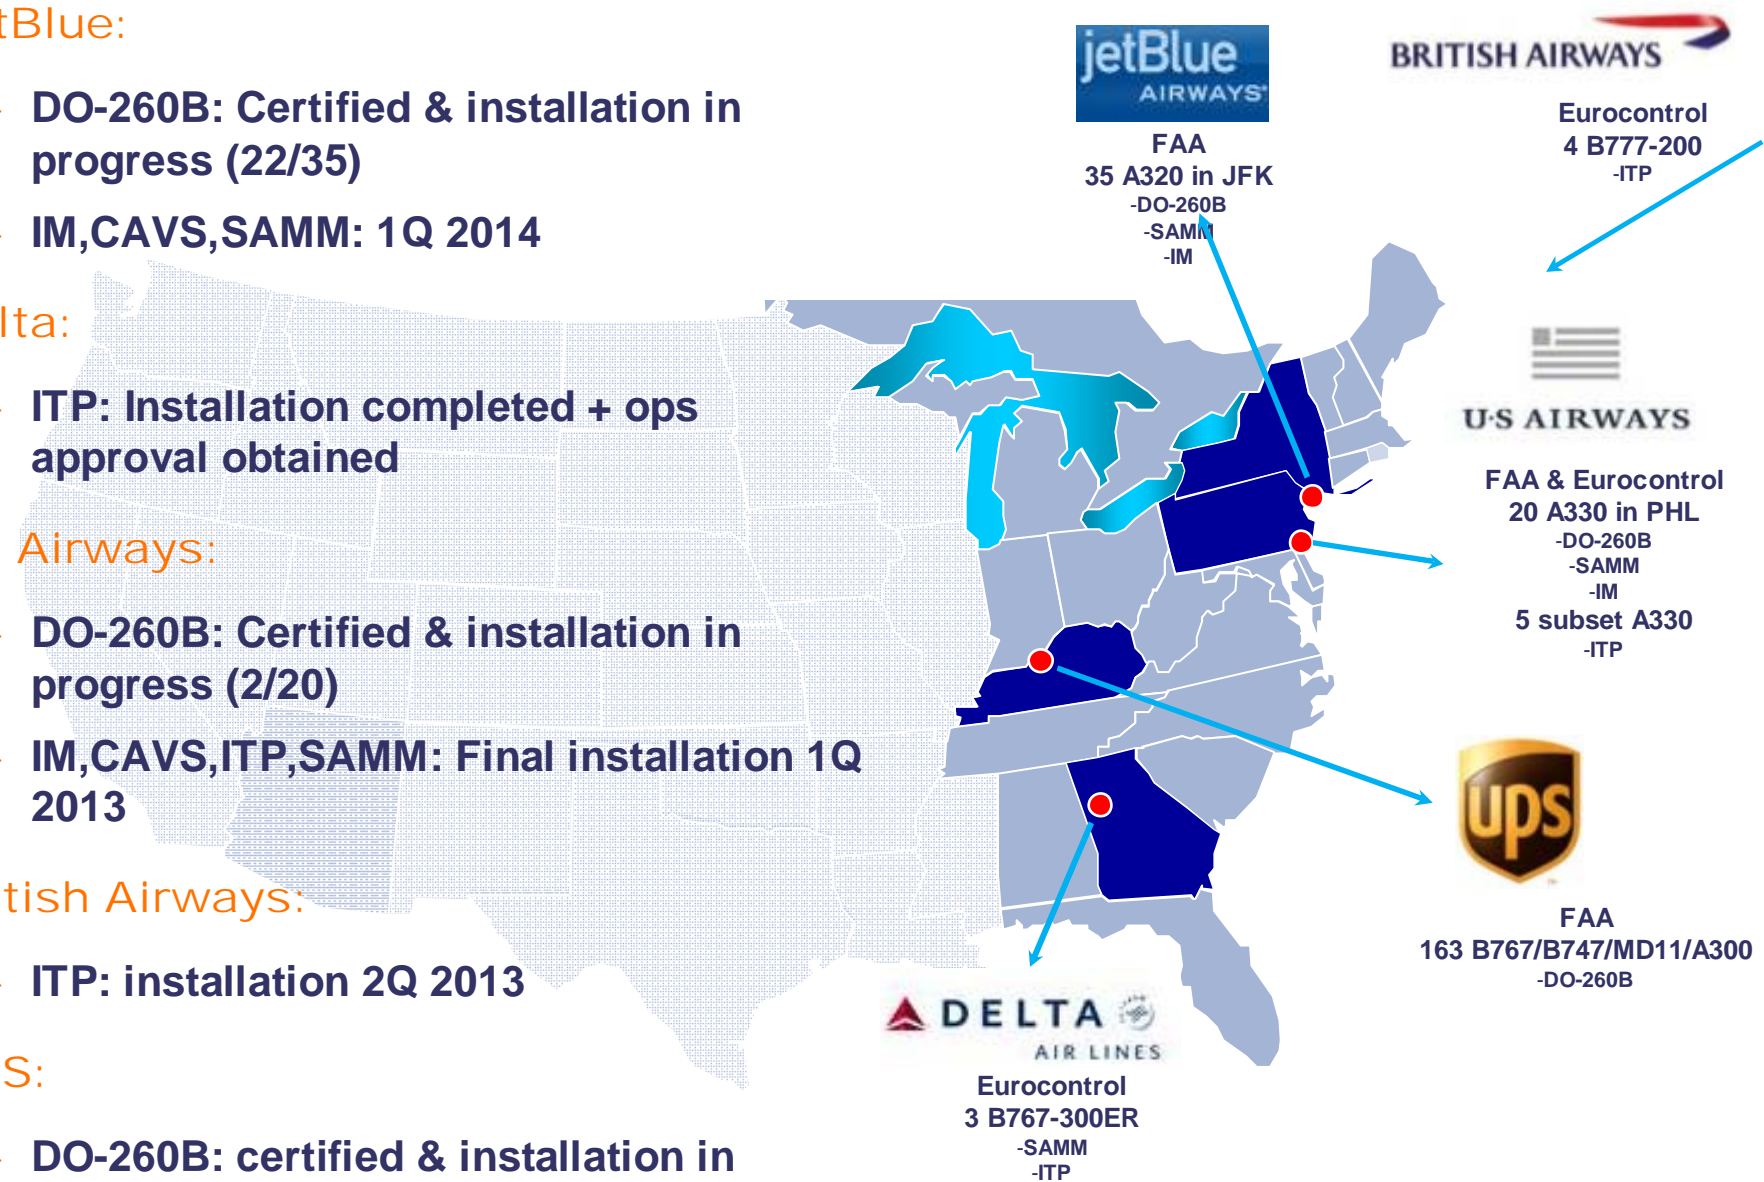 tBlue:
DO-260B: Certified & installation in
progress (22/35)
IM,CAVS,SAMM: 1Q 2014
lta:
ITP: Installation completed + ops
approval obtained
Airways:
DO-260B: Certified & installation in
progress (2/20)
IM,CAVS,ITP,SAMM: Final installation 1Q
2013
tish Airways:
ITP: installation 2Q 2013
S:
DO-260B: certified & installation in
jetBlue
AIRWAYS
FAA
35 A320 in JFK
-DO-260B
-SAMM
-IM
BRITISH AIRWAYS
Eurocontrol
4 B777-200
-ITP
U·S AIRWAYS
FAA & Eurocontrol
20 A330 in PHL
-DO-260B
-SAMM
-IM
5 subset A330
-ITP
ups
FAA
163 B767/B747/MD11/A300
-DO-260B
DELTA
AIR LINES
Eurocontrol
3 B767-300ER
-SAMM
-ITP